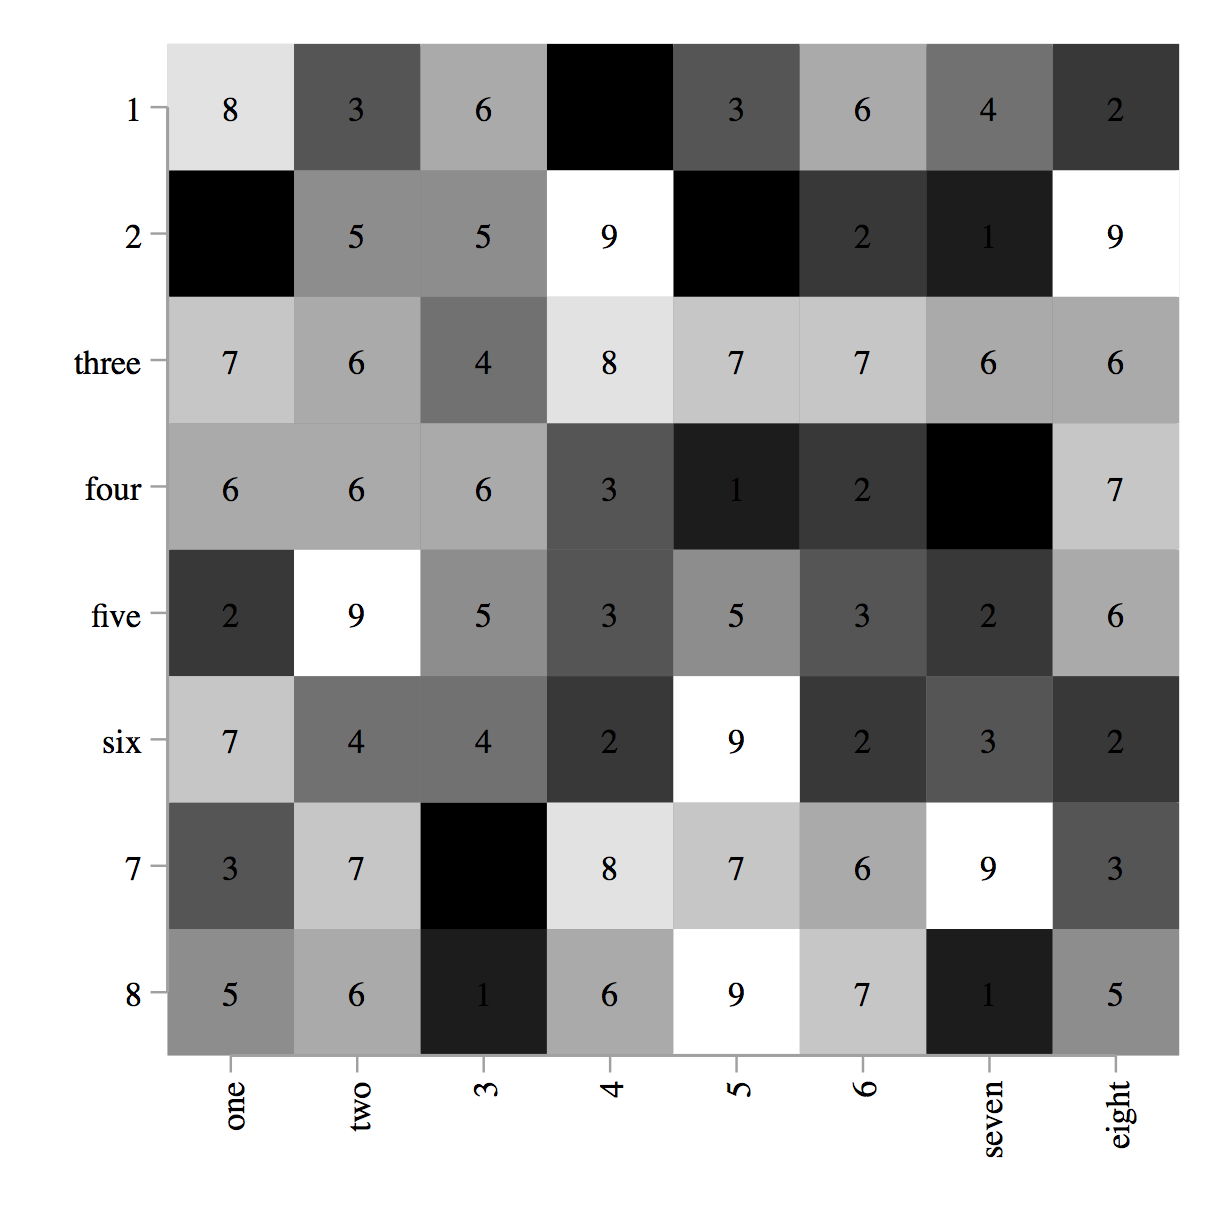 1 8 3 6 3 6 4 2
2 5 5 9 2 1 9
three 7 6 4 8 7 7 6 6
four 6 6 6 3 1 2 7
five 2 9 5 3 5 3 2 6
six 7 4 4 2 9 2 3 2
7 3 7 8 7 6 9 3
8 5 6 1 6 9 7 1 5
one two 3 4 5 6 seven eight